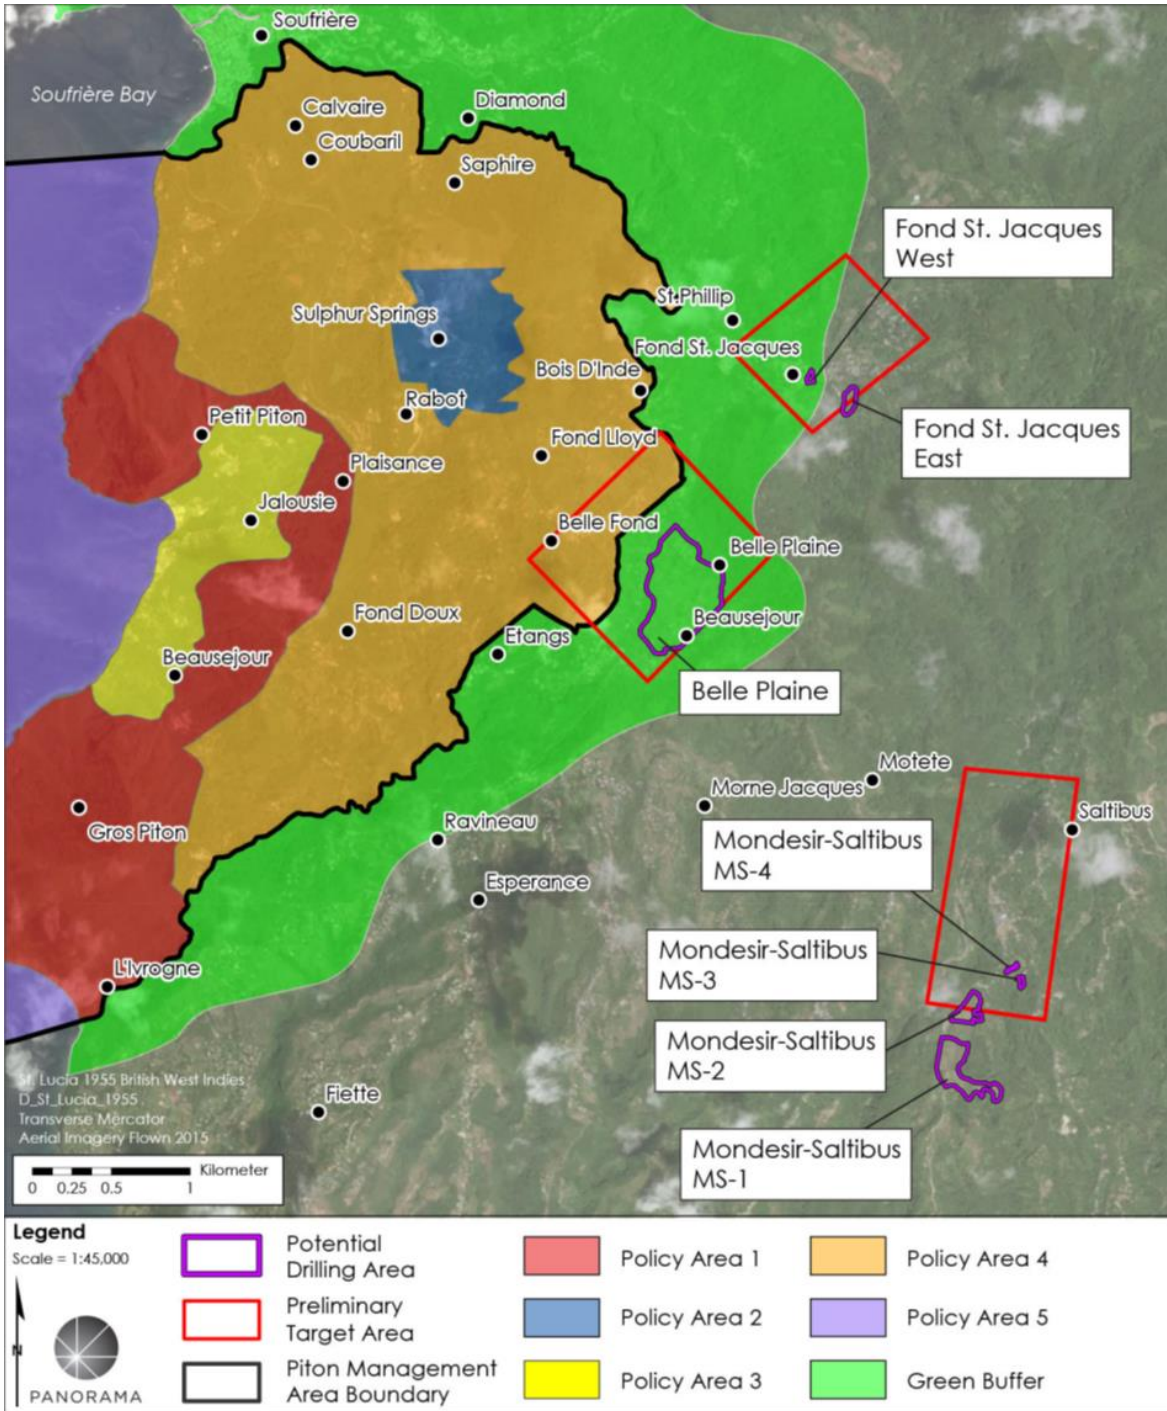 Soufrière
Soufrière Bay
Calvaire
Diamond
Coubaril
Saphire
Fond St. Jacques
West
St.Phillip
Sulphur Springs
Fond St. Jacques
Bois D'Inde
Rabot
Petit Piton
Fond Lloyd
Fond St. Jacques
East
Plaisance
Jalousie
Belle Fond
Belle Plaine
Fond Doux
Beausejour
Etangs
Beausejour
Belle Plaine
Motete
Morne Jacques
Saltibus
Gros Piton
Ravineau
Mondesir-Saltibus
MS-4
Esperance
Mondesir-Saltibus
MS-3
L'Ivrogne
Mondesir-Saltibus
MS-2
St. Lucia 1955 British West Indies
D_St_Lucia_1955
Transverse Mercator
Aerial Imagery Flown 2015
Fiette
Mondesir-Saltibus
MS-1
Kilometer
0 0.25 0.5 1
Legend
Scale = 1:45,000
N
PANORAMA
Potential
Drilling Area
Preliminary
Target Area
Piton Management
Area Boundary
Policy Area 1
Policy Area 2
Policy Area 3
Policy Area 4
Policy Area 5
Green Buffer